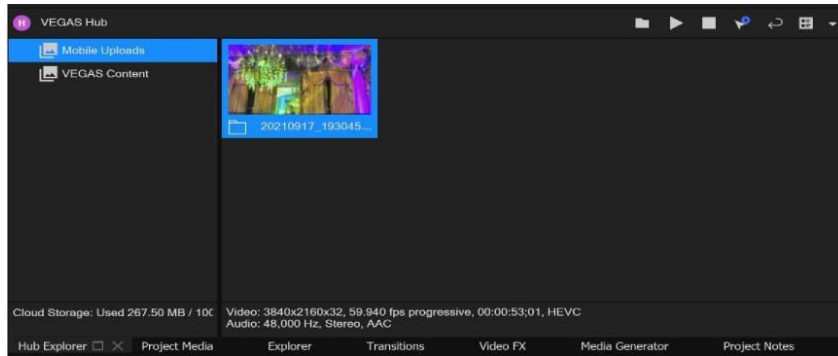 H VEGAS Hub
Mobile Uploads
VEGAS Content
20210917_193045...
Cloud Storage: Used 267.50 MB / 100
Video: 3840x2160x32, 59.940 fps progressive, 00:00:53;01, HEVC
Audio: 48,000 Hz, Stereo, AAC
Hub Explorer Project Media Explorer Transitions Video FX Media Generator Project Notes